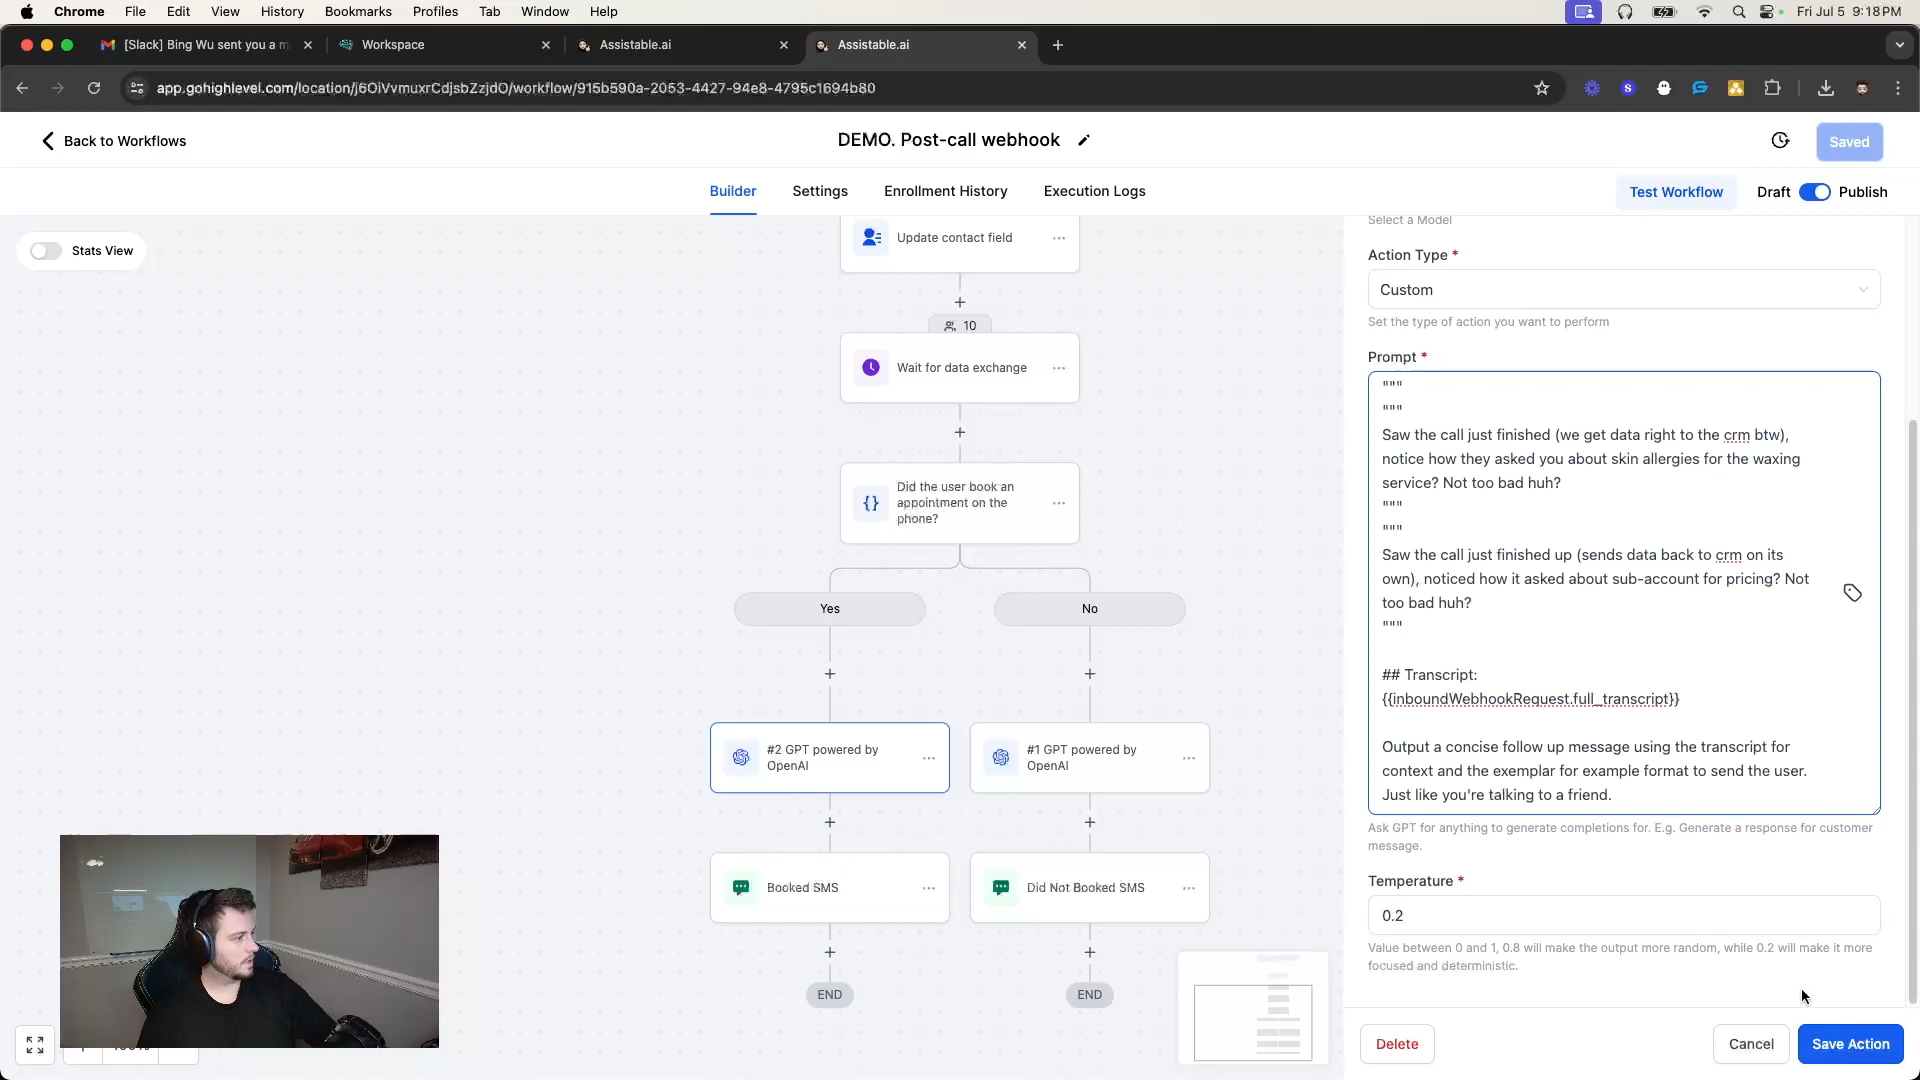 Chrome File Edit View History Bookmarks Profiles Tab Window Help Fri Jul 5 9:18 PM
[Slack] Bing Wu sent you a m
Workspace
Assistable.ai
Assistable.ai
app.gohighlevel.com/location/j6OiVvmuxrCdjsbZzjdO/workflow/915b590a-2053-4427-94e8-4795c1694b80
Back to Workflows
DEMO. Post-call webhook
Saved
Builder Settings Enrollment History Execution Logs
Test Workflow
Draft Publish
Stats View
Update contact field
10
Wait for data exchange
Did the user book an
appointment on the
phone?
Yes
No
#2 GPT powered by
OpenAI
#1 GPT powered by
OpenAI
Booked SMS
Did Not Booked SMS
END
END
Select a Model
Action Type *
Custom
Set the type of action you want to perform
Prompt *
"""
"""
Saw the call just finished (we get data right to the crm btw),
notice how they asked you about skin allergies for the waxing
service? Not too bad huh?
"""
"""
Saw the call just finished up (sends data back to crm on its
own), noticed how it asked about sub-account for pricing? Not
too bad huh?
"""
## Transcript:
{{inboundWebhookRequest.full_transcript}}
Output a concise follow up message using the transcript for
context and the exemplar for example format to send the user.
Just like you're talking to a friend.
Ask GPT for anything to generate completions for. E.g. Generate a response for customer
message.
Temperature *
0.2
Value between 0 and 1, 0.8 will make the output more random, while 0.2 will make it more
focused and deterministic.
Delete
Cancel
Save Action